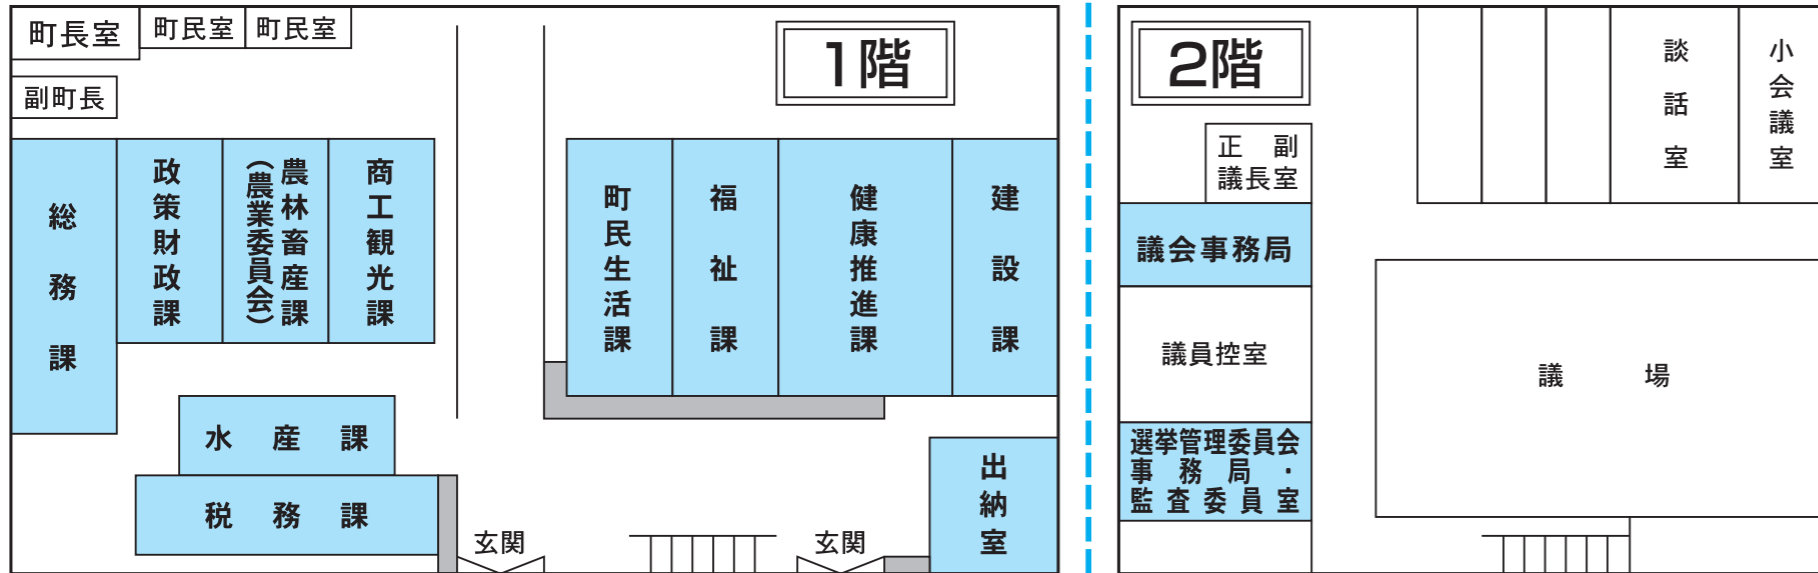 1階
町長室
町民室
町民室
副町長
総務課
政策財政課
農林畜産課
（農業委員会）
商工観光課
町民生活課
福祉課
健康推進課
建設課
水産課
税務課
出納室
玄関
玄関
2階
正副
議長室
談話室
小会議室
議会事務局
議員控室
議場
選挙管理委員会
事務局・
監査委員室